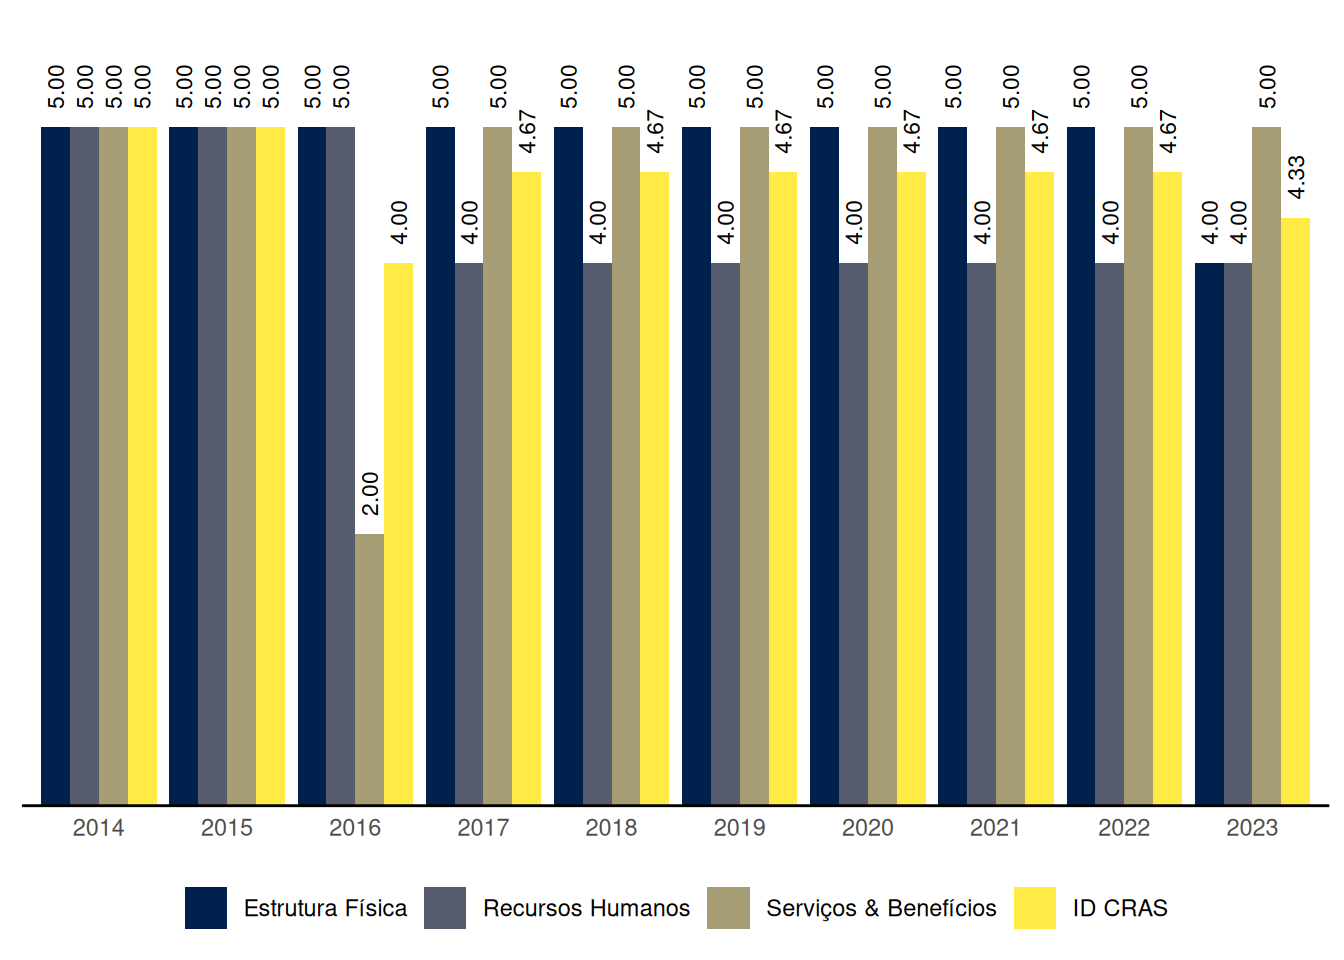 5.00 5.00 5.00 5.00 5.00 5.00 5.00 5.00 5.00 5.00 2.00 4.00 5.00 4.00 5.00 4.67 5.00 4.00 5.00 4.67 5.00 4.00 5.00 4.67 5.00 4.00 5.00 4.67 5.00 4.00 5.00 4.67 5.00 4.00 5.00 4.67 4.00 4.00 5.00 4.33
2014 2015 2016 2017 2018 2019 2020 2021 2022 2023
Estrutura Física Recursos Humanos Serviços & Benefícios ID CRAS